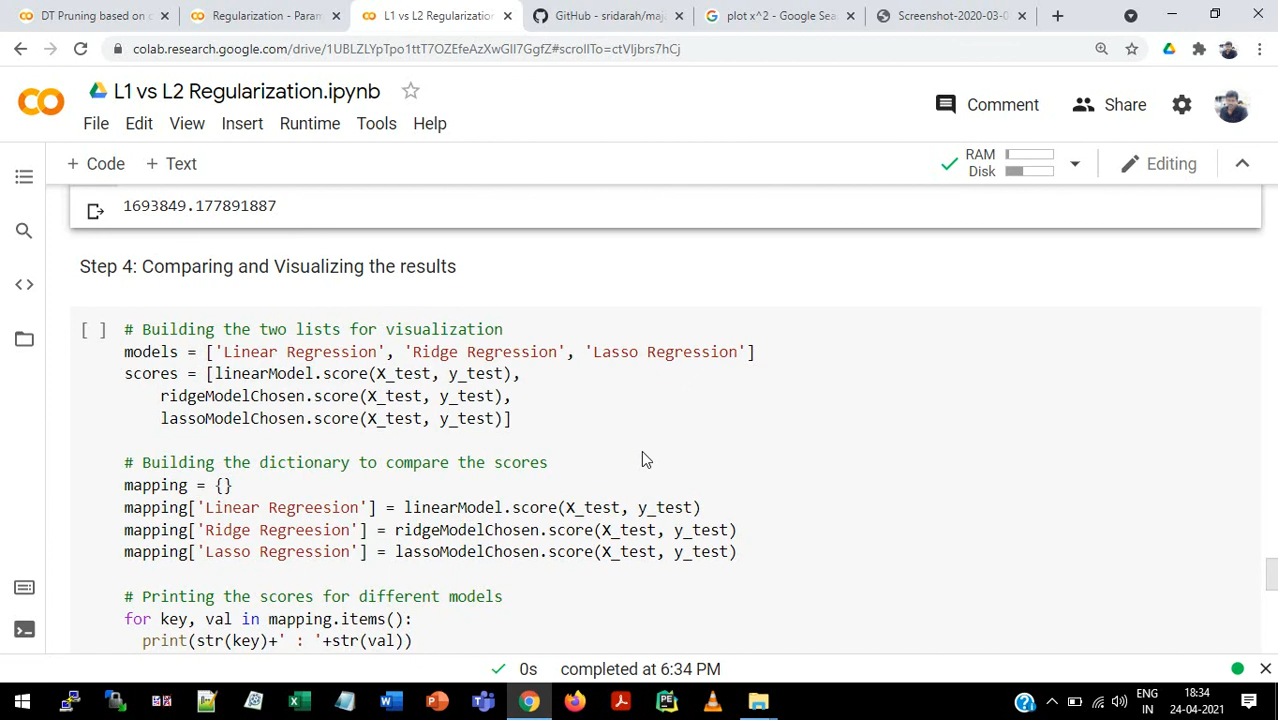 DT Pruning based on c
Regularization - Param
L1 vs L2 Regularization
GitHub - sridarah/maj
plot x^2 - Google Sea
Screenshot-2020-03-0
colab.research.google.com/drive/1UBLZLYpTpo1ttT7OZEfeAzXwGlI7GgfZ#scrollTo=ctVIjbrs7hCj
L1 vs L2 Regularization.ipynb
Comment
Share
File Edit View Insert Runtime Tools Help
+ Code + Text
RAM
Disk
Editing
1693849.177891887
Step 4: Comparing and Visualizing the results
[ ] # Building the two lists for visualization
models = ['Linear Regression', 'Ridge Regression', 'Lasso Regression']
scores = [linearModel.score(X_test, y_test),
ridgeModelChosen.score(X_test, y_test),
lassoModelChosen.score(X_test, y_test)]
# Building the dictionary to compare the scores
mapping = {}
mapping['Linear Regreesion'] = linearModel.score(X_test, y_test)
mapping['Ridge Regreesion'] = ridgeModelChosen.score(X_test, y_test)
mapping['Lasso Regression'] = lassoModelChosen.score(X_test, y_test)
# Printing the scores for different models
for key, val in mapping.items():
print(str(key)+' : '+str(val))
0s completed at 6:34 PM
ENG
IN
18:34
24-04-2021